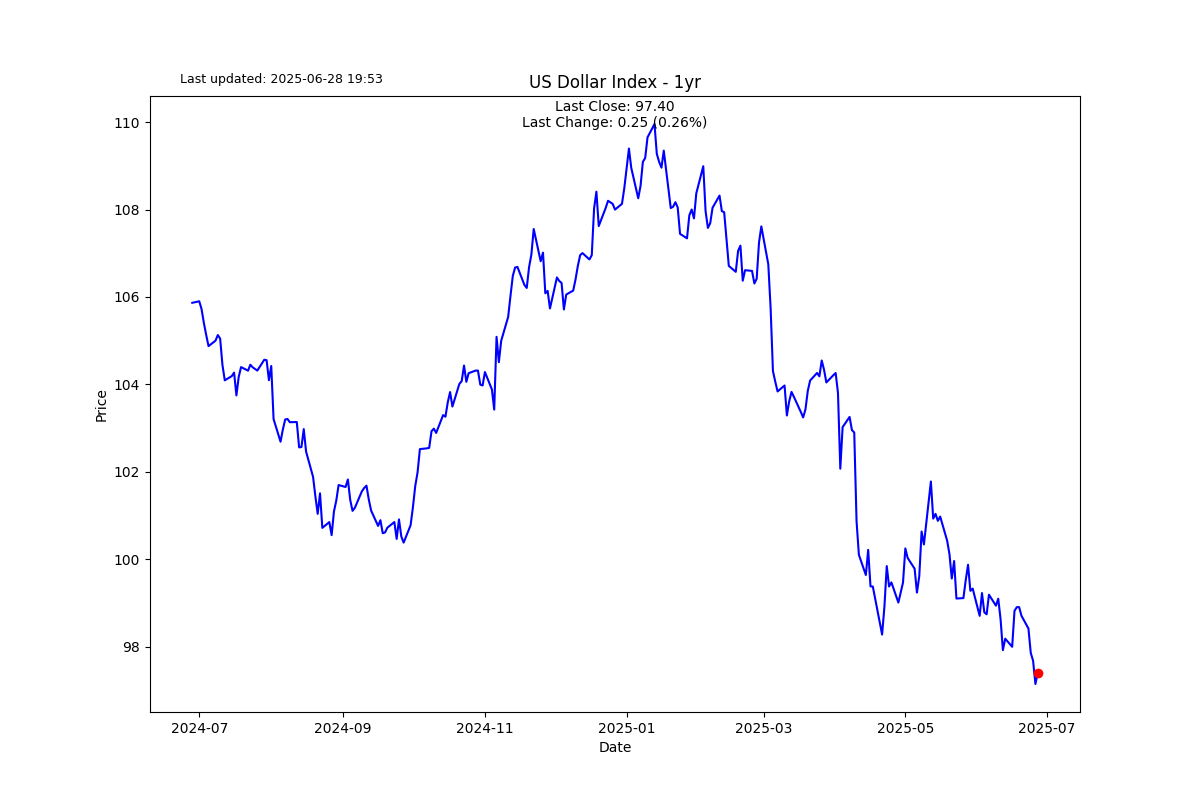 Last updated: 2025-06-28 19:53
US Dollar Index - 1yr
Last Close: 97.40
Last Change: 0.25 (0.26%)
Price
110
108
106
104
102
100
98
2024-07
2024-09
2024-11
2025-01
2025-03
2025-05
2025-07
Date